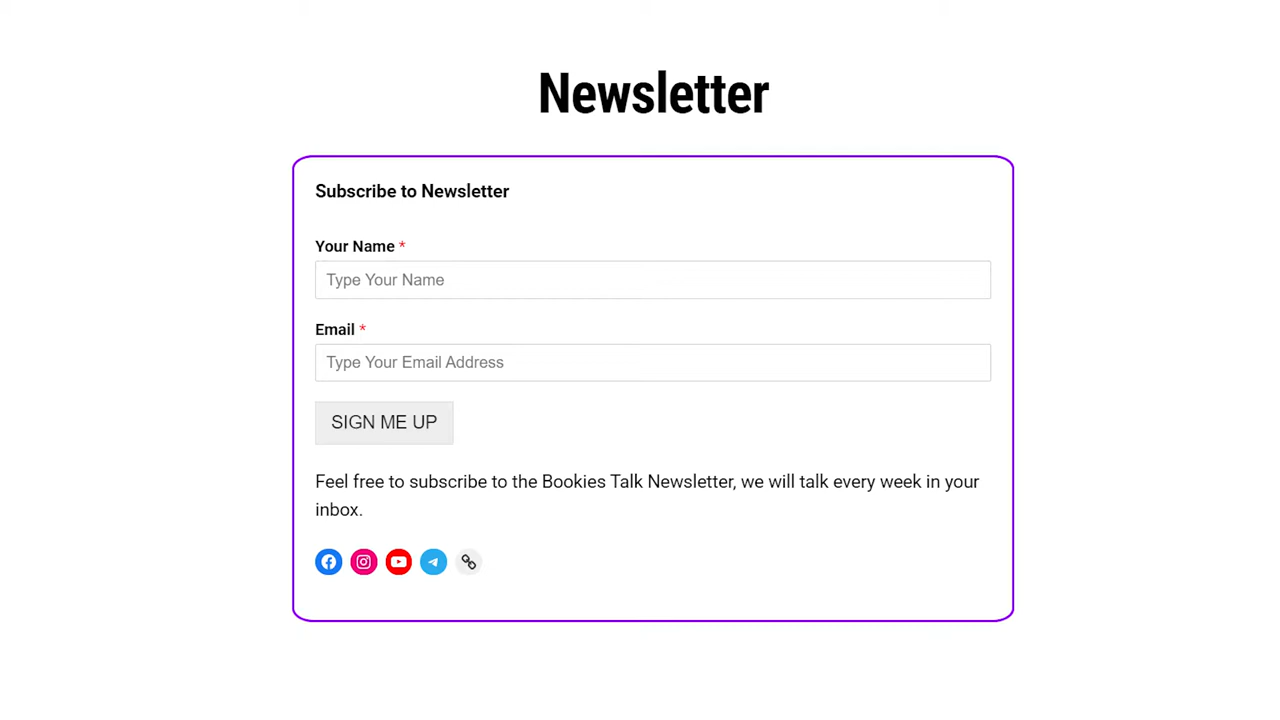 Newsletter
Subscribe to Newsletter
Your Name *
Type Your Name
Email *
Type Your Email Address
SIGN ME UP
Feel free to subscribe to the Bookies Talk Newsletter, we will talk every week in your
inbox.